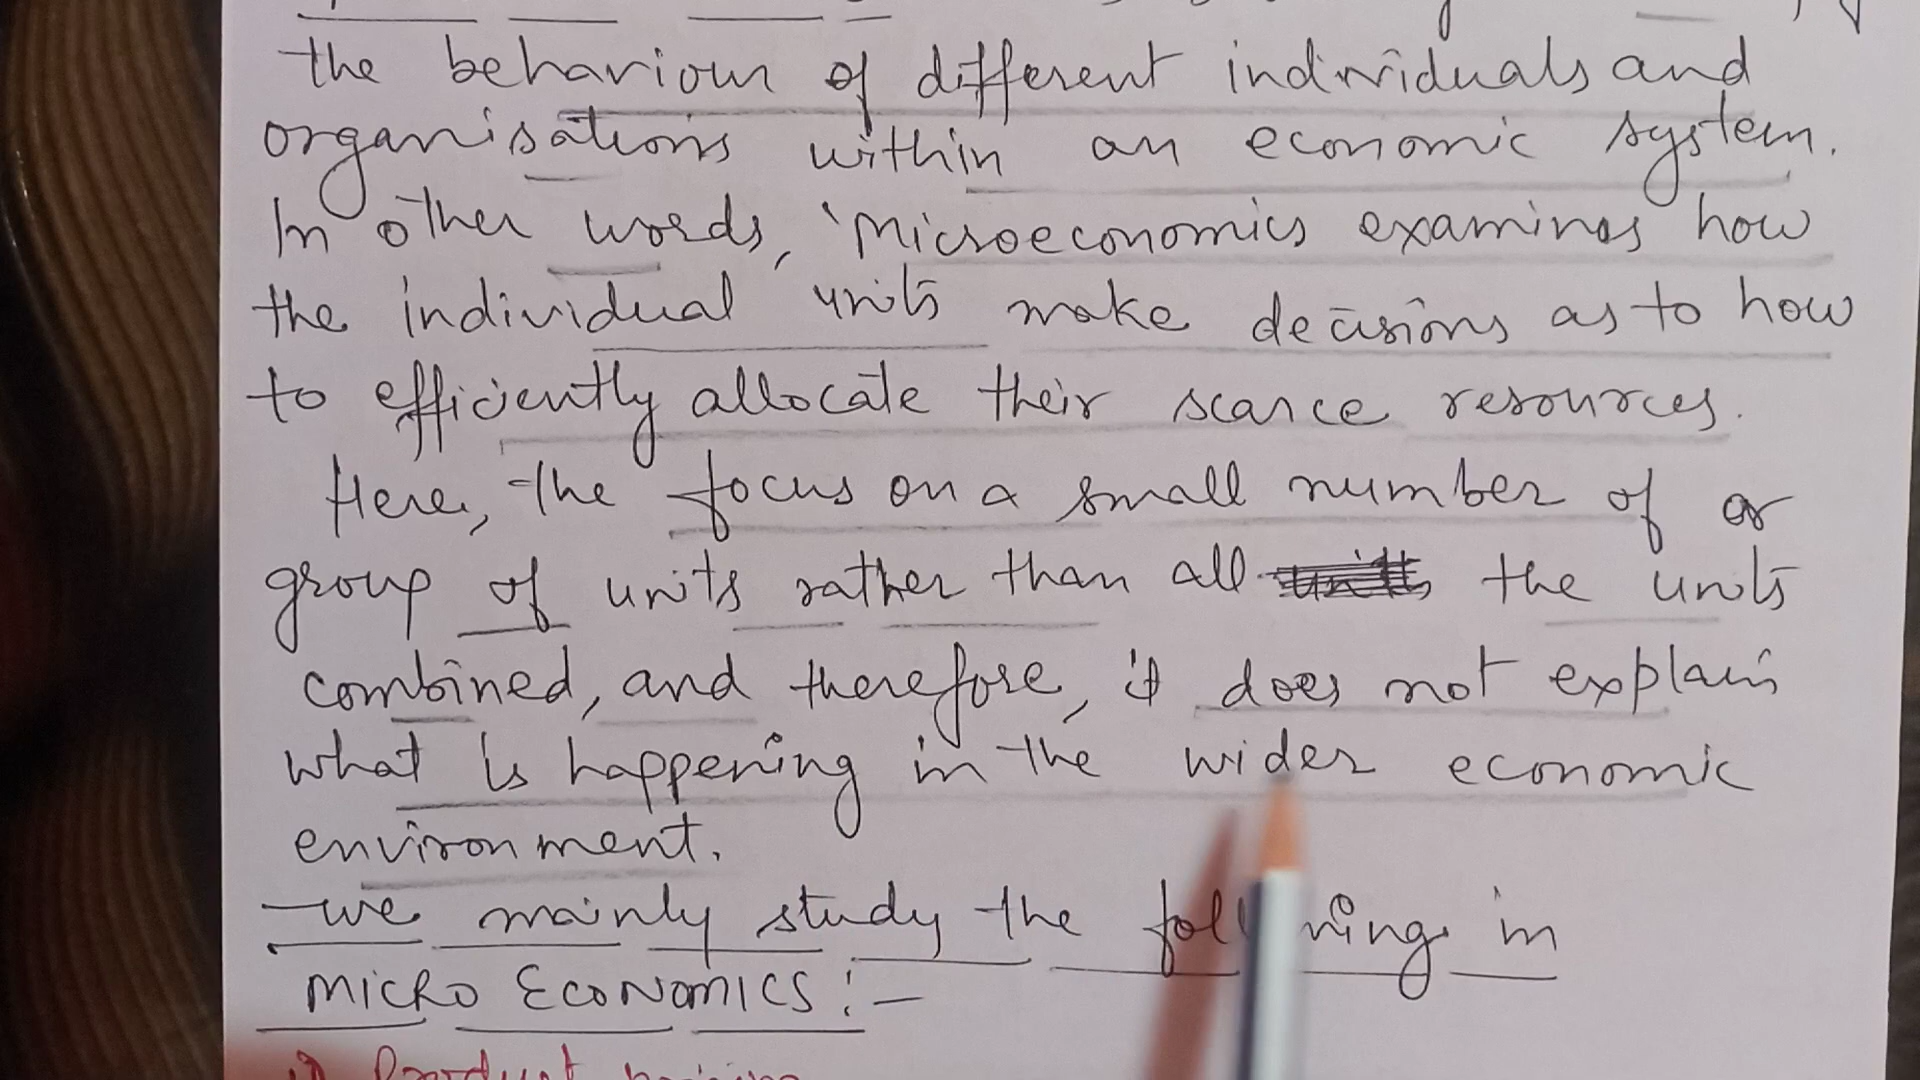 the behaviour of different individuals and
organisations within an economic system.
In other words, 'Microeconomics examines how
the individual units make decisions as to how
to efficiently allocate their scarce resources.
Here, the focus on a small number of or
group of units rather than all the units
combined, and therefore, it does not explain
what is happening in the wider economic
environment.
-we mainly study the following in
MICRO ECONOMICS:-
Product